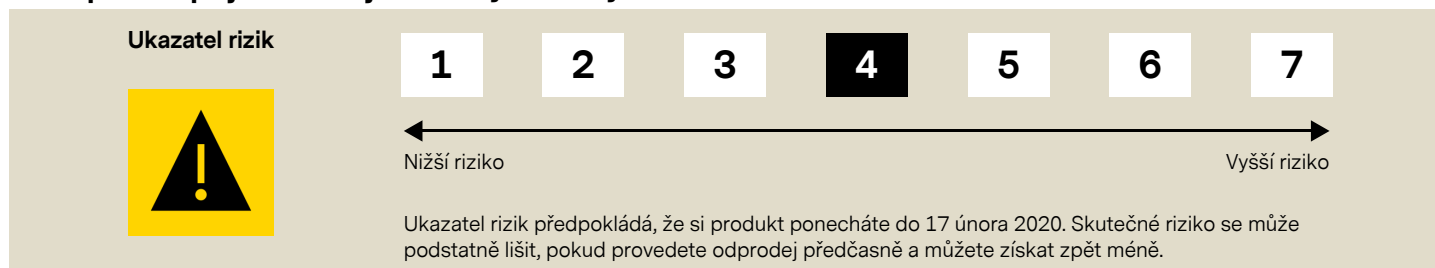 Ukazatel rizik
1 2 3 4 5 6 7
Nižší riziko Vyšší riziko
Ukazatel rizik předpokládá, že si produkt ponecháte do 17 února 2020. Skutečné riziko se může
podstatně lišit, pokud provedete odprodej předčasně a můžete získat zpět méně.